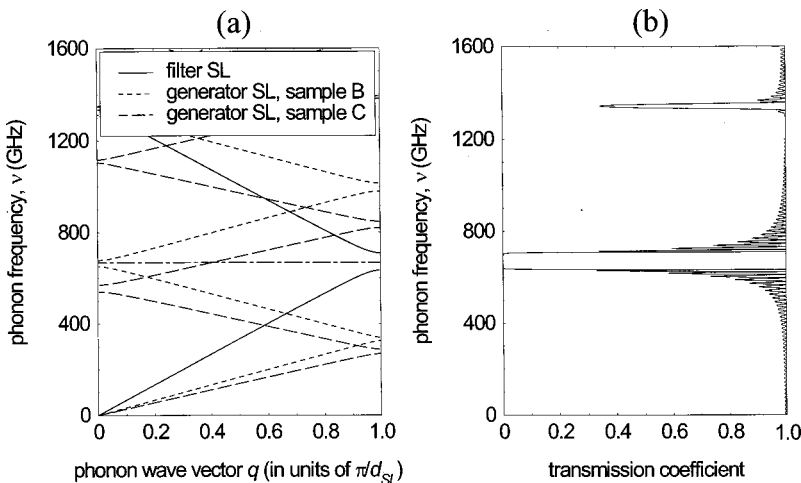 (a)
(b)
1600
1200
800
400
0
phonon frequency, ν (GHz)
filter SL
generator SL, sample B
generator SL, sample C
0 0.2 0.4 0.6 0.8 1.0
phonon wave vector q (in units of π/d_SL)
1600
1200
800
400
0
phonon frequency, ν (GHz)
0 0.2 0.4 0.6 0.8 1.0
transmission coefficient